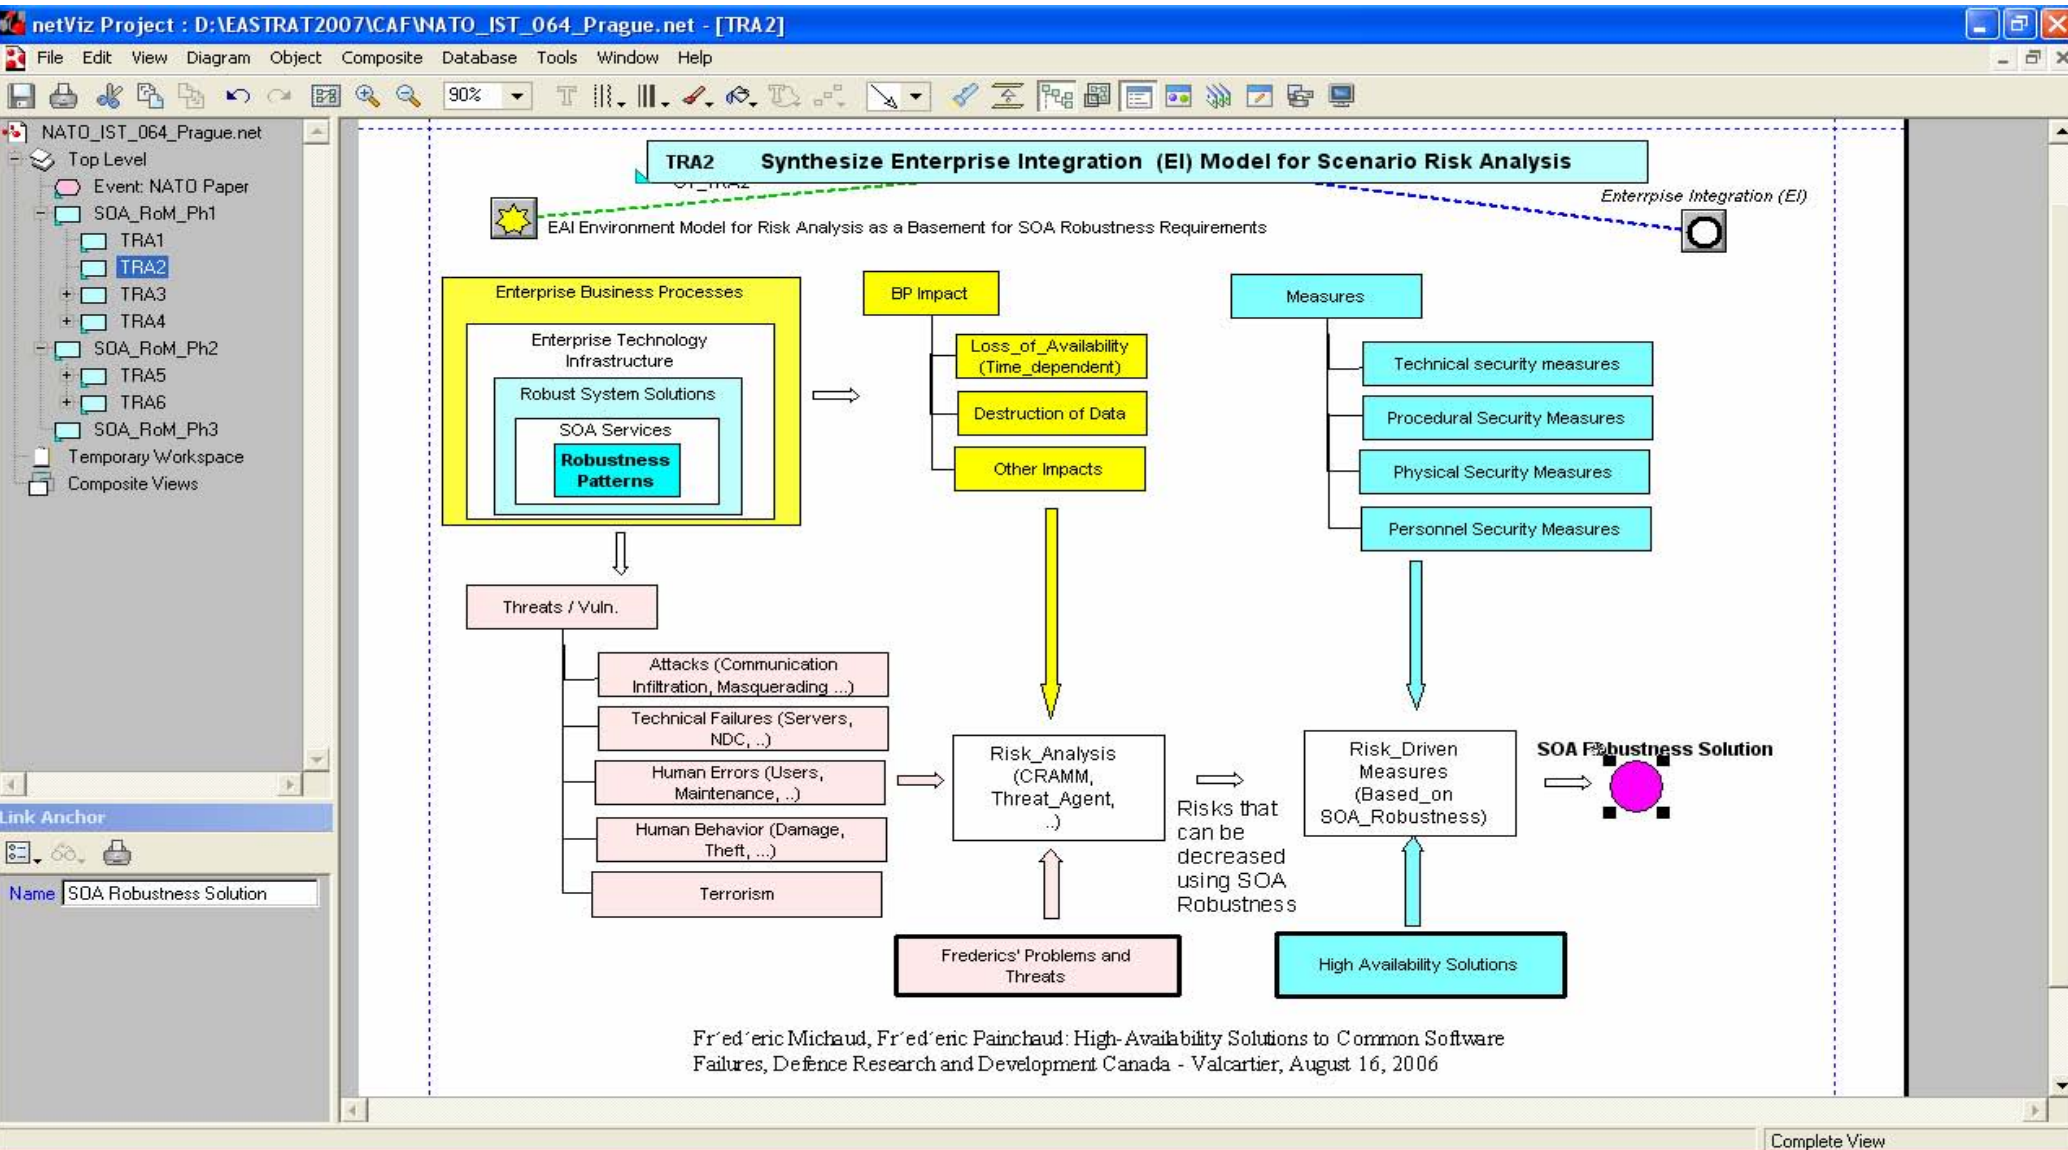 netViz Project : D:\EASTRAT2007\CAF\NATO_IST_064_Prague.net - [TRA2]
File Edit View Diagram Object Composite Database Tools Window Help
90%
NATO_IST_064_Prague.net
Top Level
Event: NATO Paper
SOA_RoM_Ph1
TRA1
TRA2
TRA3
TRA4
SOA_RoM_Ph2
TRA5
TRA6
SOA_RoM_Ph3
Temporary Workspace
Composite Views
Link Anchor
Name SOA Robustness Solution
TRA2 Synthesize Enterprise Integration (EI) Model for Scenario Risk Analysis
Enterrpise Integration (EI)
EAI Environment Model for Risk Analysis as a Basement for SOA Robustness Requirements
Enterprise Business Processes
Enterprise Technology
Infrastructure
Robust System Solutions
SOA Services
Robustness
Patterns
BP Impact
Loss_of_Availability
(Time_dependent)
Destruction of Data
Other Impacts
Measures
Technical security measures
Procedural Security Measures
Physical Security Measures
Personnel Security Measures
Threats / Vuln.
Attacks (Communication
Infiltration, Masquerading ...)
Technical Failures (Servers,
NDC, ..)
Human Errors (Users,
Maintenance, ..)
Human Behavior (Damage,
Theft, ...)
Terrorism
Risk_Analysis
(CRAMM,
Threat_Agent,
..)
Risks that
can be
decreased
using SOA
Robustness
Risk_Driven
Measures
(Based_on
SOA_Robustness)
SOA Robustness Solution
Frederics' Problems and
Threats
High Availability Solutions
Fr´ed´eric Michaud, Fr´ed´eric Painchaud: High-Availability Solutions to Common Software
Failures, Defence Research and Development Canada - Valcartier, August 16, 2006
Complete View